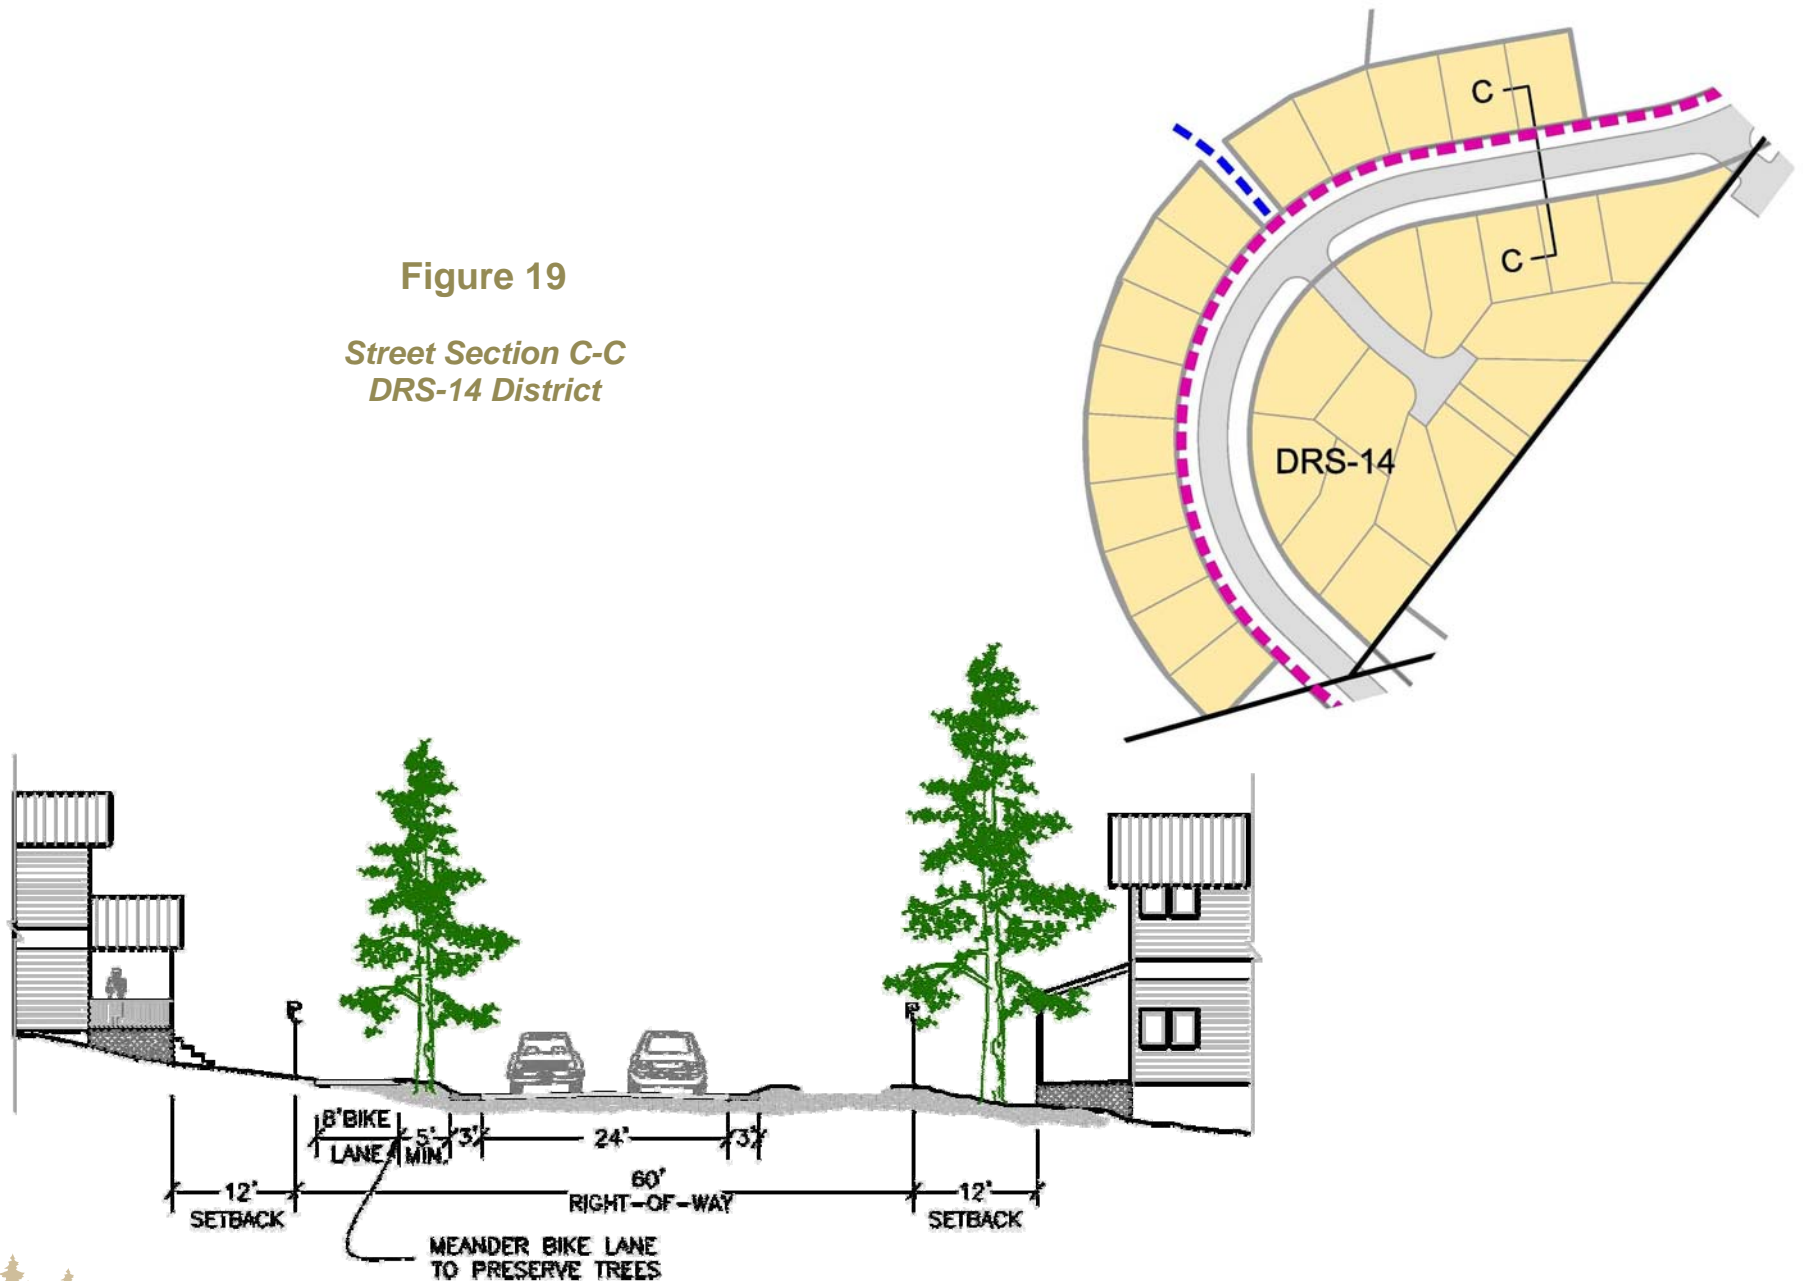 Figure 19
Street Section C-C
DRS-14 District
C
C
DRS-14
P
P
8' BIKE
LANE
5'
MIN.
3'
24'
3'
12'
SETBACK
60'
RIGHT-OF-WAY
12'
SETBACK
MEANDER BIKE LANE
TO PRESERVE TREES